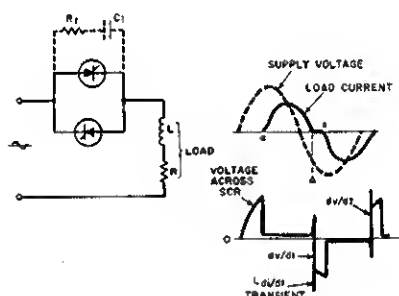 R1
C1
L
LOAD
R
SUPPLY VOLTAGE
LOAD CURRENT
α
Δ
VOLTAGE
ACROSS
SCR
O
dv/dt
dv/dt
L di/dt
TRANSIENT